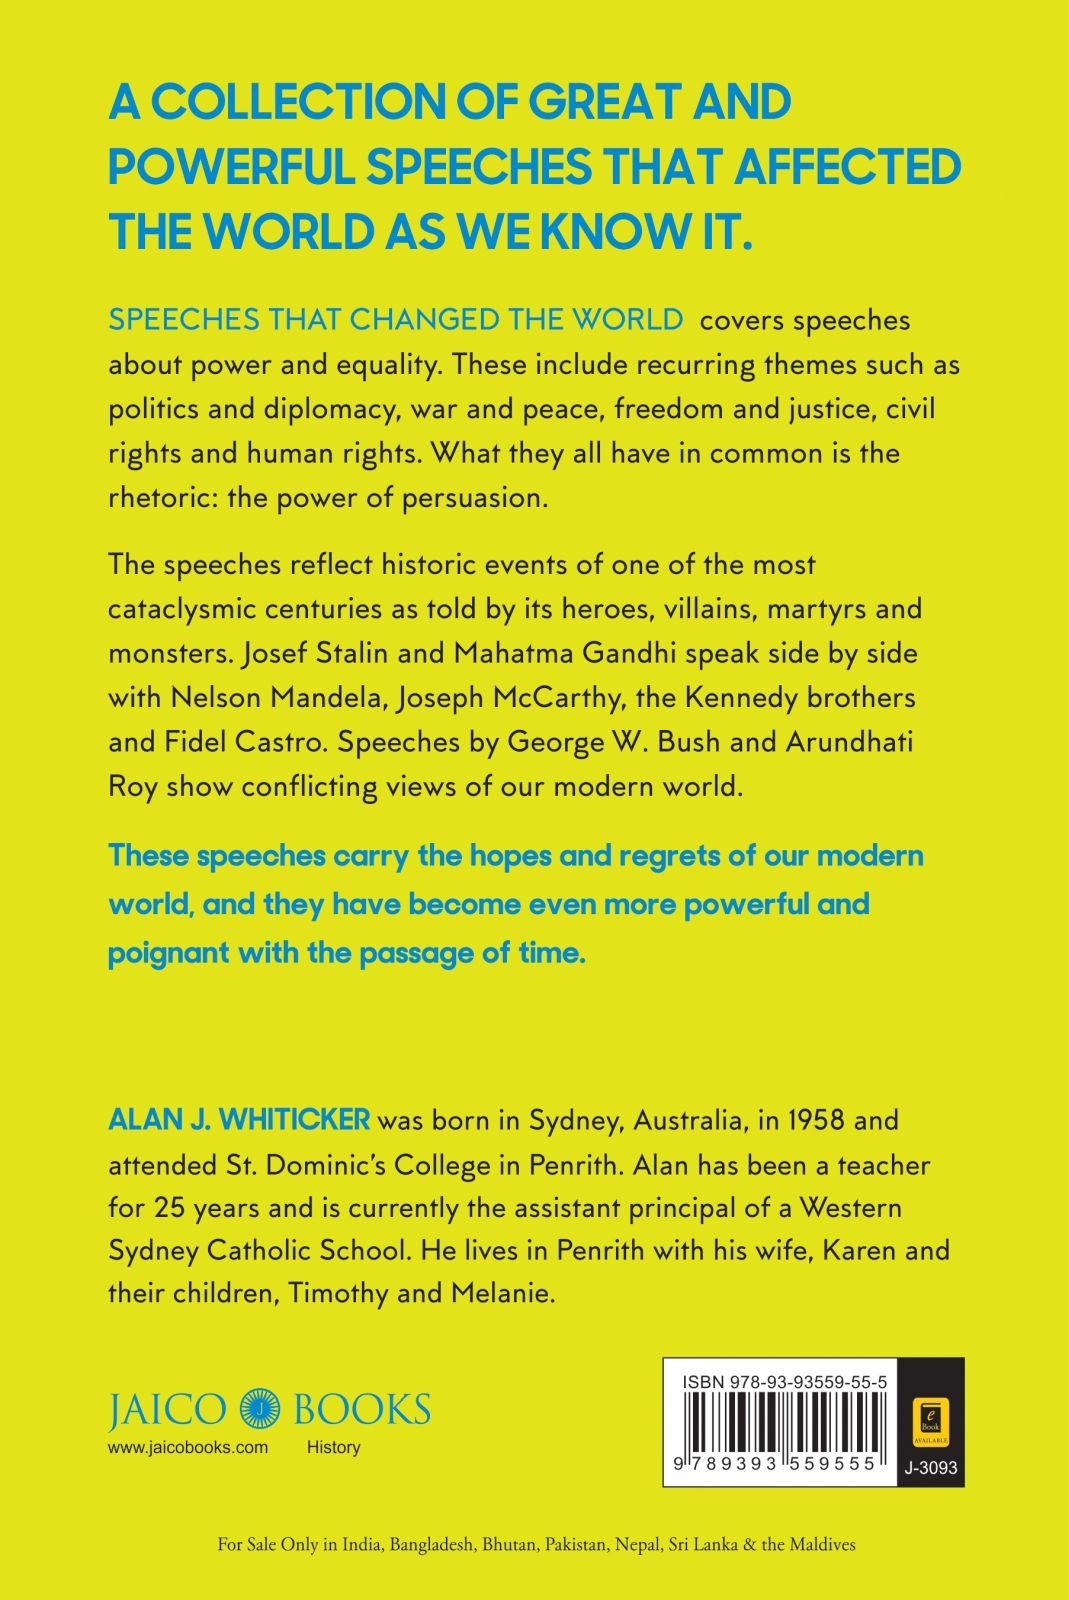 A COLLECTION OF GREAT AND
POWERFUL SPEECHES THAT AFFECTED
THE WORLD AS WE KNOW IT.
SPEECHES THAT CHANGED THE WORLD covers speeches
about power and equality. These include recurring themes such as
politics and diplomacy, war and peace, freedom and justice, civil
rights and human rights. What they all have in common is the
rhetoric: the power of persuasion.
The speeches reflect historic events of one of the most
cataclysmic centuries as told by its heroes, villains, martyrs and
monsters. Josef Stalin and Mahatma Gandhi speak side by side
with Nelson Mandela, Joseph McCarthy, the Kennedy brothers
and Fidel Castro. Speeches by George W. Bush and Arundhati
Roy show conflicting views of our modern world.
These speeches carry the hopes and regrets of our modern
world, and they have become even more powerful and
poignant with the passage of time.
ALAN J. WHITICKER was born in Sydney, Australia, in 1958 and
attended St. Dominic's College in Penrith. Alan has been a teacher
for 25 years and is currently the assistant principal of a Western
Sydney Catholic School. He lives in Penrith with his wife, Karen and
their children, Timothy and Melanie.
JAICO J BOOKS
www.jaicobooks.com History
ISBN 978-93-93559-55-5
9 789393 559555
e
Book
AVAILABLE
J-3093
For Sale Only in India, Bangladesh, Bhutan, Pakistan, Nepal, Sri Lanka & the Maldives